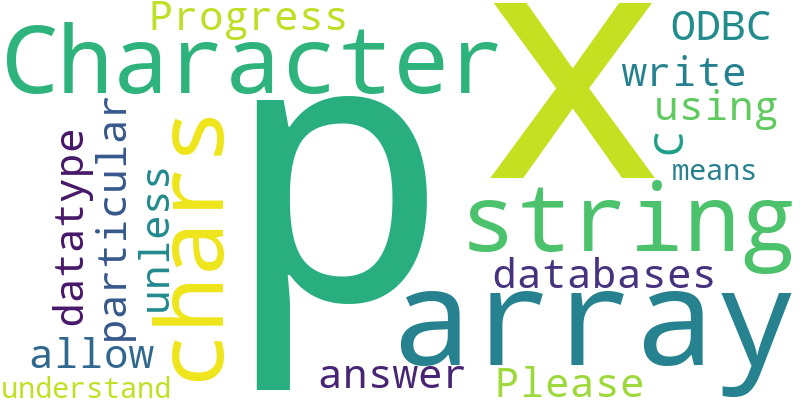 Progress
Character
x
ODBC
write
using
c
means
string
p
chars
unless
particular
datatype
databases
array
allow
answer
Please
understand